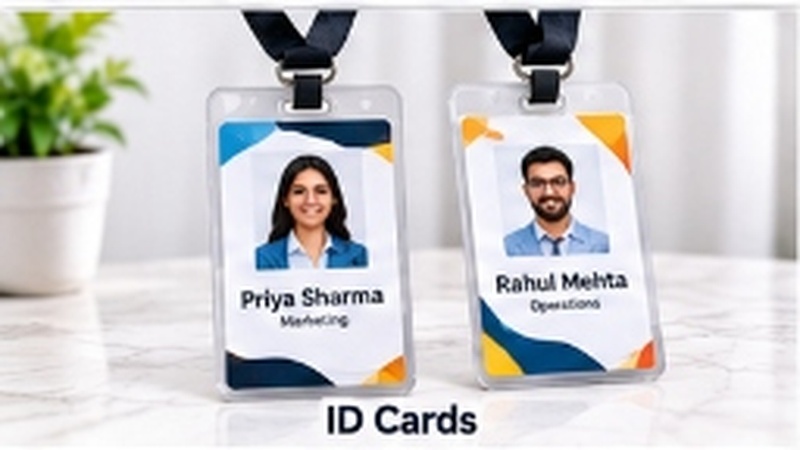 Priya Sharma
Marketing
Rahul Mehta
Operations
ID Cards